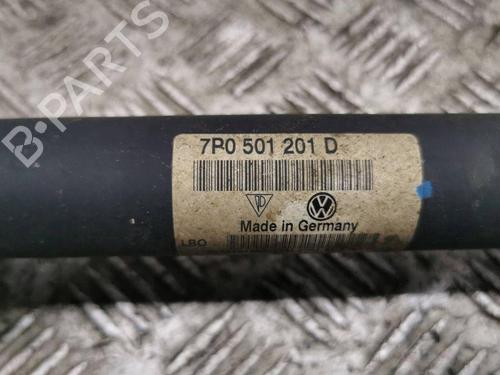 B-PARTS
7P0 501 201 D
Made in Germany
LBO